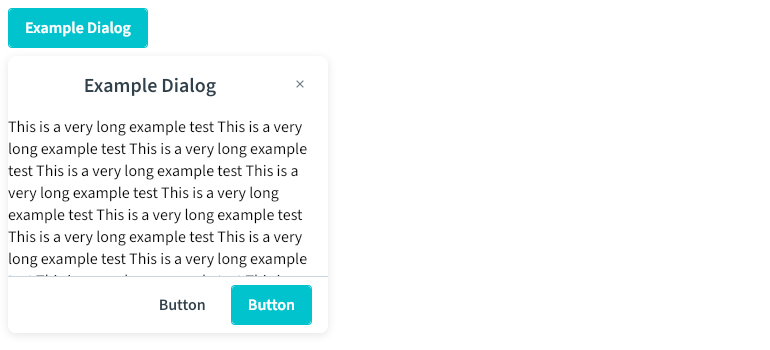 Example Dialog
Example Dialog ×
This is a very long example test This is a very
long example test This is a very long example
test This is a very long example test This is a
very long example test This is a very long
example test This is a very long example test
This is a very long example test This is a very
long example test This is a very long example
Button Button